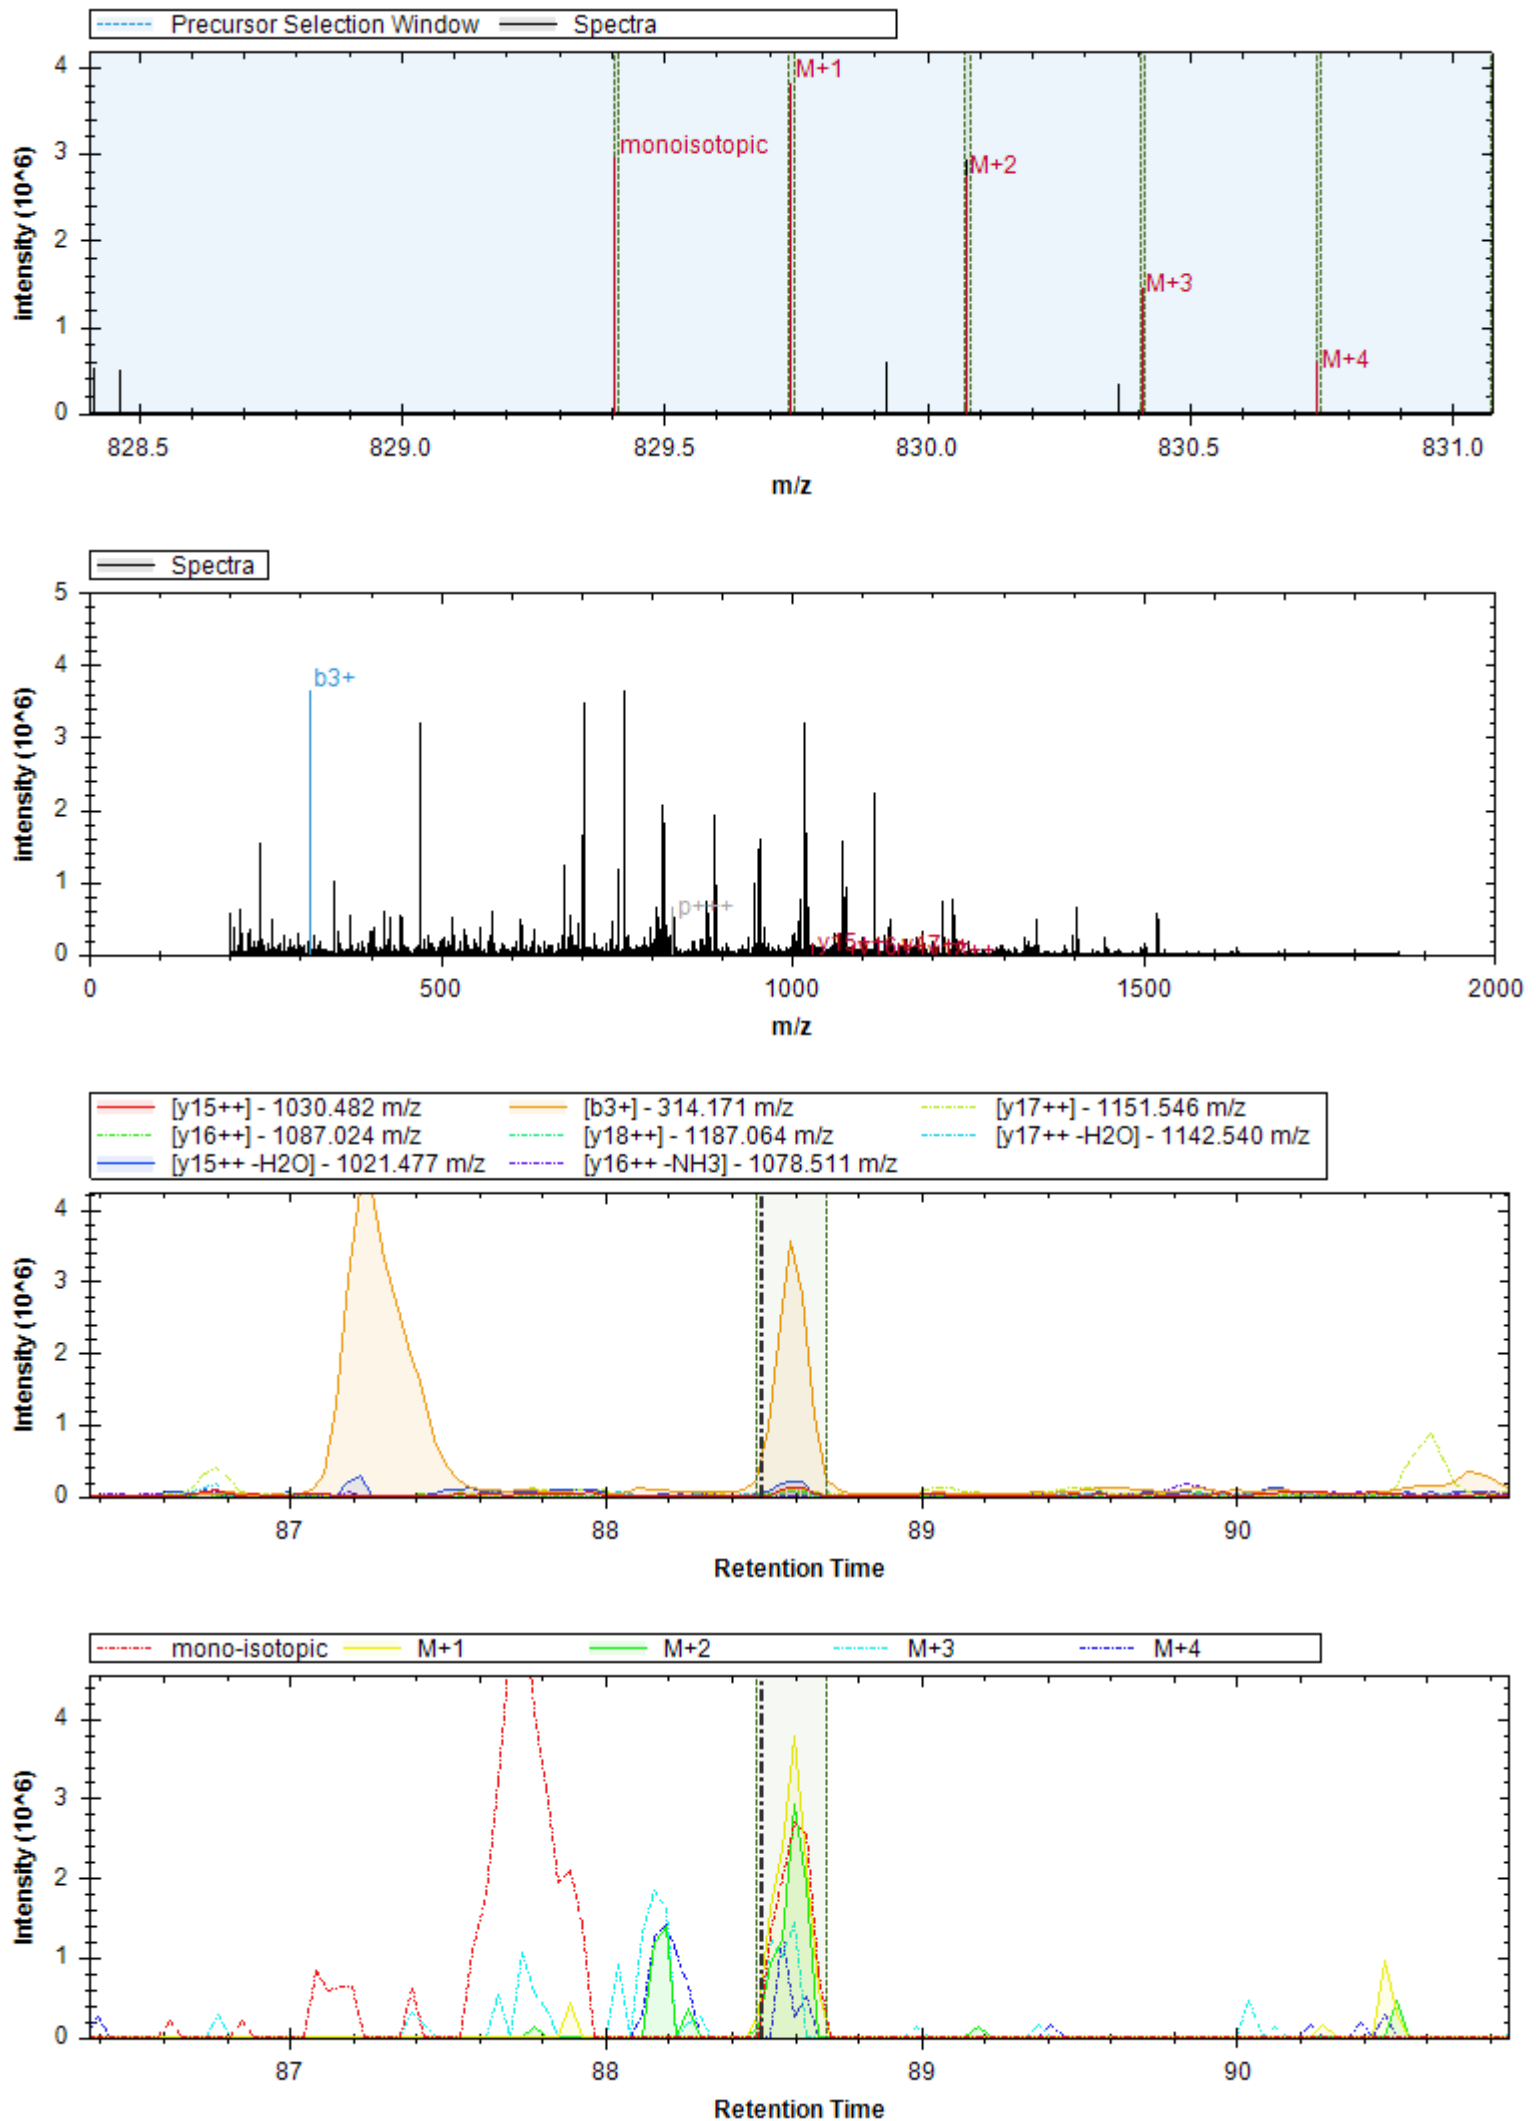 Precursor Selection Window Spectra
intensity (10^6)
4
3
2
1
0
M+1
monoisotopic
M+2
M+3
M+4
828.5 829.0 829.5 830.0 830.5 831.0
m/z
Spectra
intensity (10^6)
5
4
3
2
1
0
b3+
p+++
0 500 1000 1500 2000
m/z
[y15++] - 1030.482 m/z [b3+] - 314.171 m/z [y17++] - 1151.546 m/z
[y16++] - 1087.024 m/z [y18++] - 1187.064 m/z [y17++ -H2O] - 1142.540 m/z
[y15++ -H2O] - 1021.477 m/z [y16++ -NH3] - 1078.511 m/z
Intensity (10^6)
4
3
2
1
0
87 88 89 90
Retention Time
mono-isotopic M+1 M+2 M+3 M+4
Intensity (10^6)
4
3
2
1
0
87 88 89 90
Retention Time